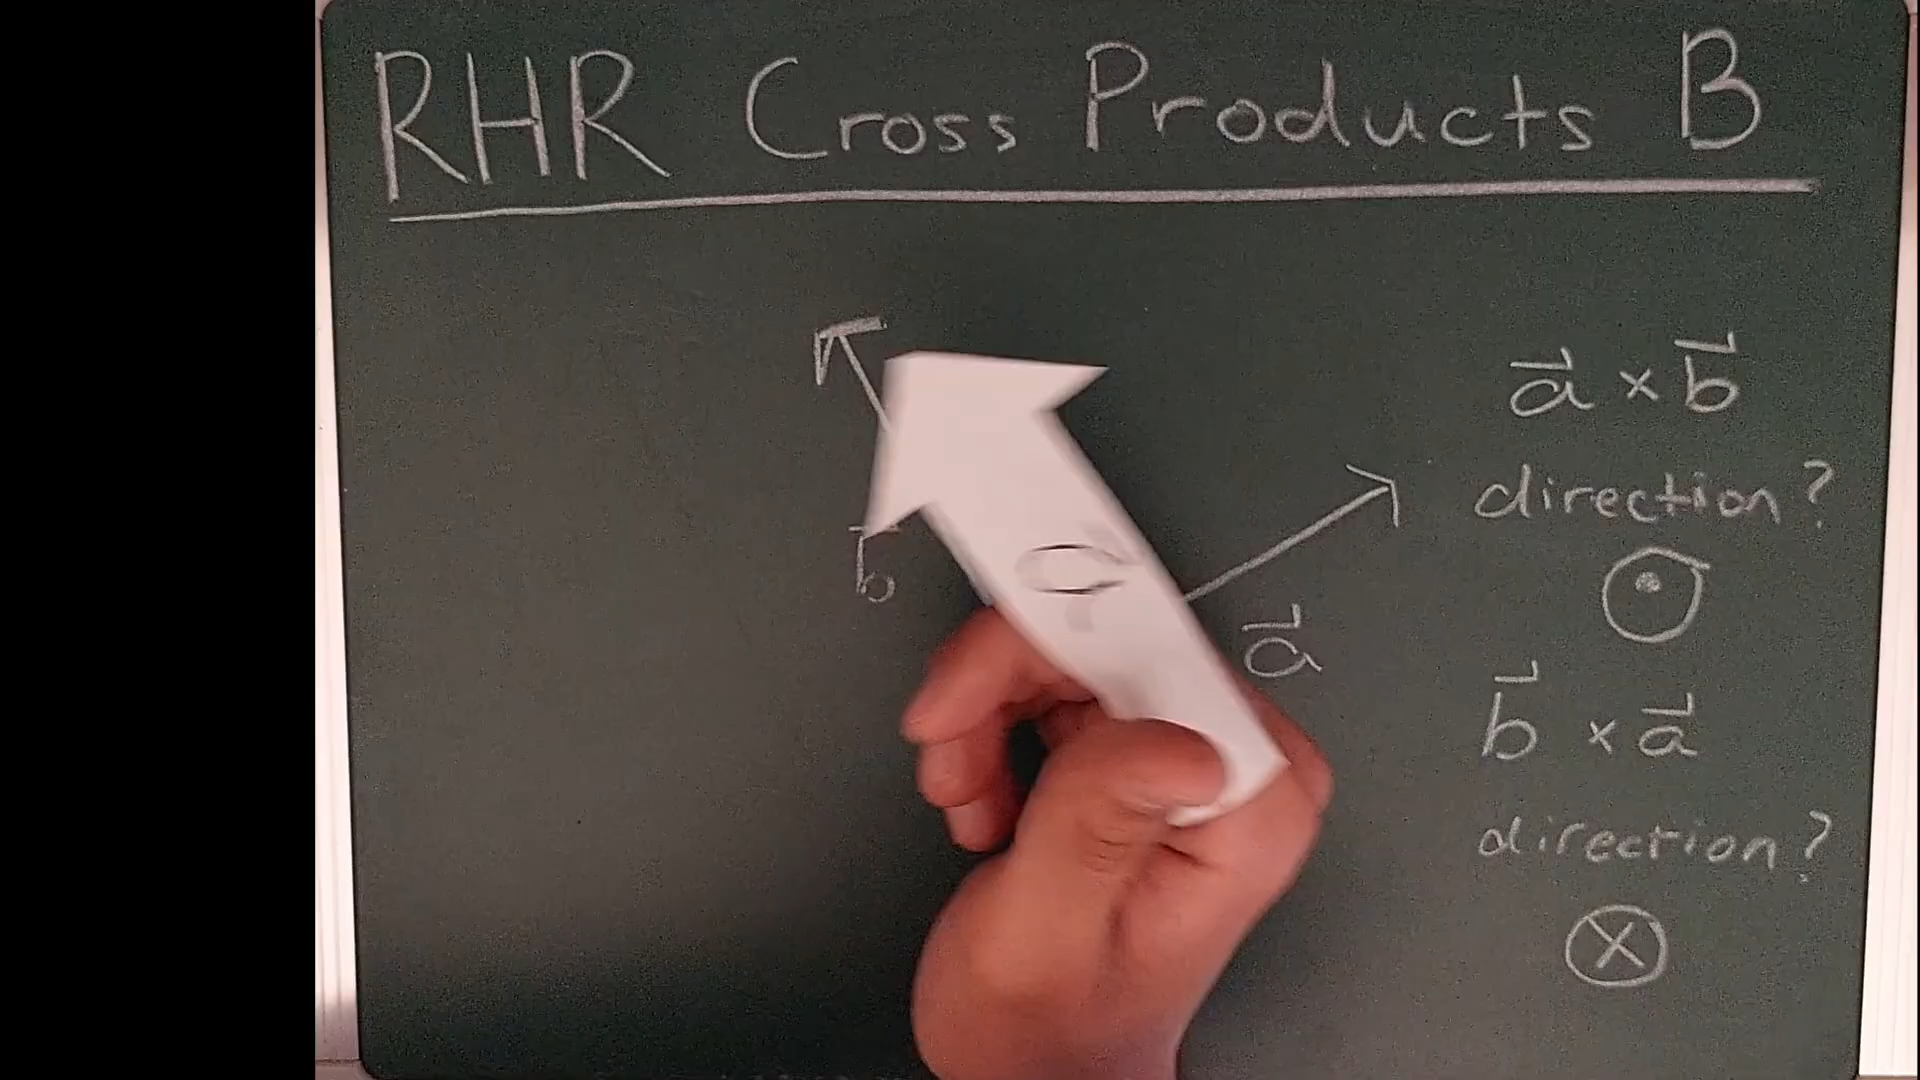 RHR Cross Products B
a⃗ × b⃗
direction?
b⃗
a⃗
b⃗ × a⃗
direction?